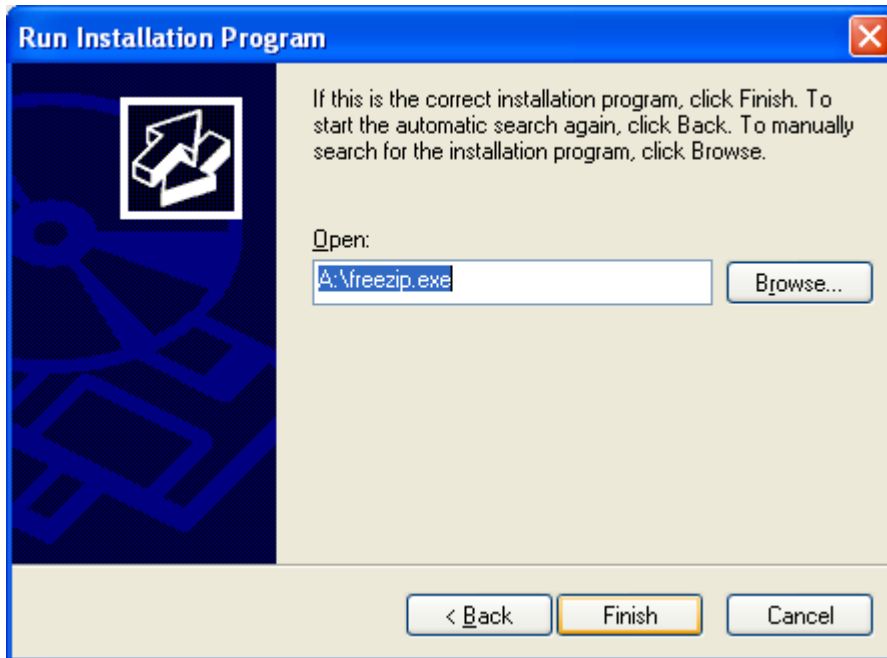 Run Installation Program
If this is the correct installation program, click Finish. To
start the automatic search again, click Back. To manually
search for the installation program, click Browse.
Open:
A:\freezip.exe
Browse...
< Back
Finish
Cancel